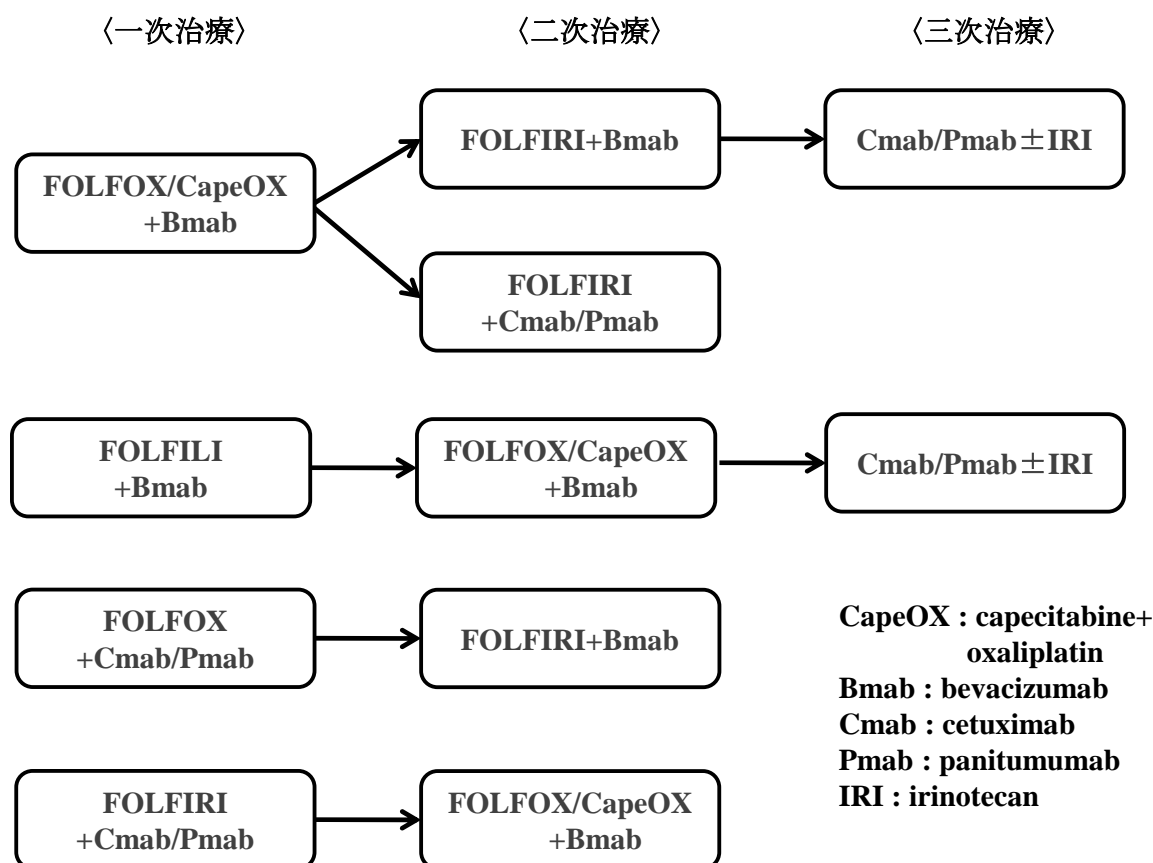 〈一次治療〉
〈二次治療〉
〈三次治療〉
FOLFOX/CapeOX
+Bmab
FOLFIRI+Bmab
Cmab/Pmab±IRI
FOLFIRI
+Cmab/Pmab
FOLFILI
+Bmab
FOLFOX/CapeOX
+Bmab
Cmab/Pmab±IRI
FOLFOX
+Cmab/Pmab
FOLFIRI+Bmab
FOLFIRI
+Cmab/Pmab
FOLFOX/CapeOX
+Bmab
CapeOX : capecitabine+
oxaliplatin
Bmab : bevacizumab
Cmab : cetuximab
Pmab : panitumumab
IRI : irinotecan